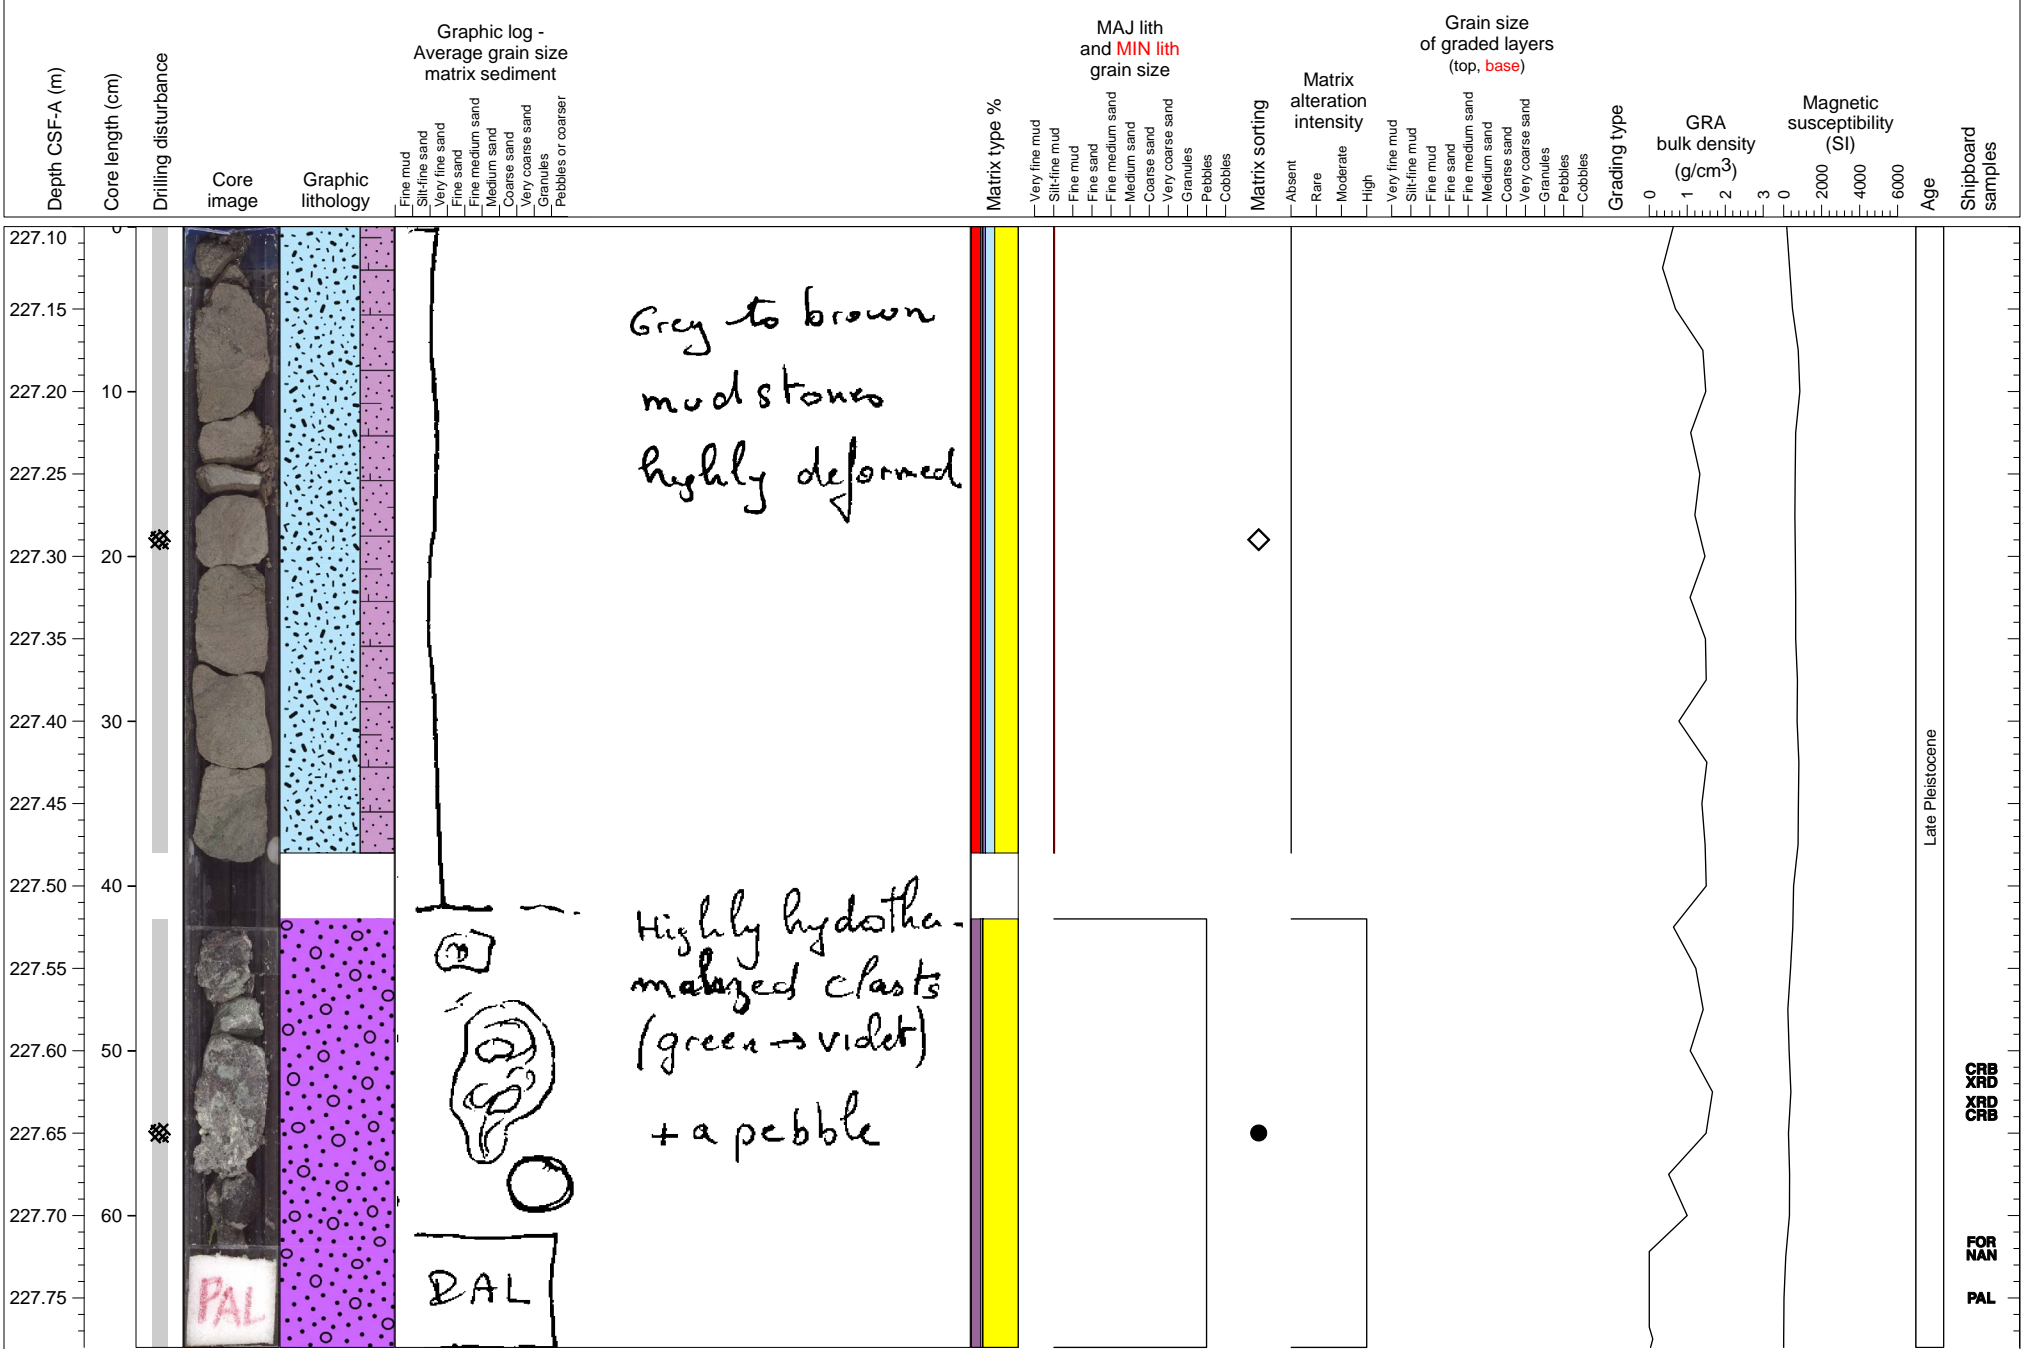 Graphic log -
Average grain size
matrix sediment
MAJ lith
and MIN lith
grain size
Grain size
of graded layers
(top, base)
Matrix
alteration
intensity
Magnetic
susceptibility
(SI)
GRA
bulk density
(g/cm3)
Depth CSF-A (m)
Core length (cm)
Drilling disturbance
Core
image
Graphic
lithology
Fine mud
Silt-fine sand
Very fine sand
Fine sand
Fine medium sand
Medium sand
Coarse sand
Very coarse sand
Granules
Pebbles or coarser
Matrix type %
Very fine mud
Silt-fine mud
Fine mud
Fine sand
Fine medium sand
Medium sand
Coarse sand
Very coarse sand
Granules
Pebbles
Cobbles
Matrix sorting
Absent
Rare
Moderate
High
Very fine mud
Silt-fine mud
Fine mud
Fine sand
Fine medium sand
Medium sand
Coarse sand
Very coarse sand
Granules
Pebbles
Cobbles
Grading type
0 1 2 3
0 2000 4000 6000
Age
Shipboard
samples
227.10
227.15
227.20
227.25
227.30
227.35
227.40
227.45
227.50
227.55
227.60
227.65
227.70
227.75
0
10
20
30
40
50
60
Grey to brown
mudstones
highly deformed
Highly hydrothe-
malized clasts
(green → violet)
+ a pebble
PAL
PAL
Late Pleistocene
CRB
XRD
XRD
CRB
FOR
NAN
PAL